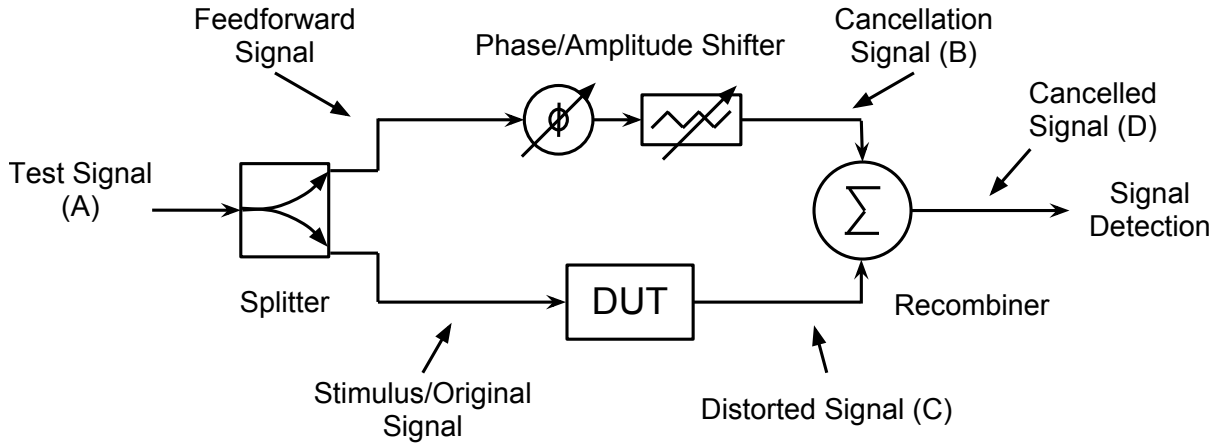 Feedforward
Signal
Phase/Amplitude Shifter
Cancellation
Signal (B)
Cancelled
Signal (D)
ϕ
Test Signal
(A)
Σ
Signal
Detection
Splitter
DUT
Recombiner
Stimulus/Original
Signal
Distorted Signal (C)